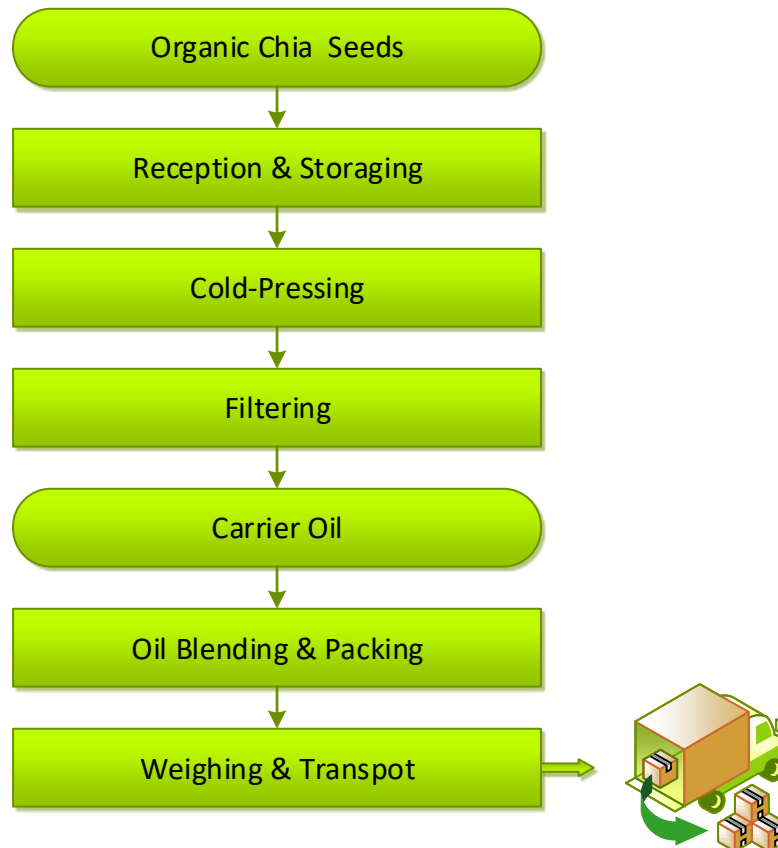 Organic Chia  Seeds
Reception & Storaging
Cold-Pressing
Filtering
Carrier Oil
Oil Blending & Packing
Weighing & Transpot